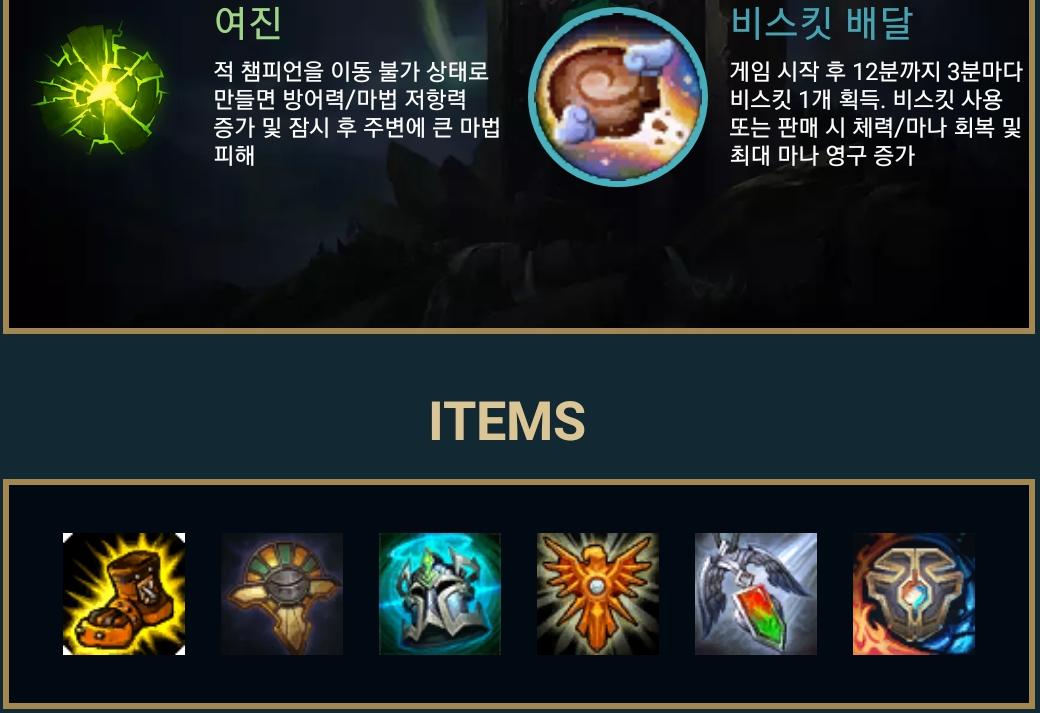 여진
적 챔피언을 이동 불가 상태로
만들면 방어력/마법 저항력
증가 및 잠시 후 주변에 큰 마법
피해
비스킷 배달
게임 시작 후 12분까지 3분마다
비스킷 1개 획득. 비스킷 사용
또는 판매 시 체력/마나 회복 및
최대 마나 영구 증가
ITEMS